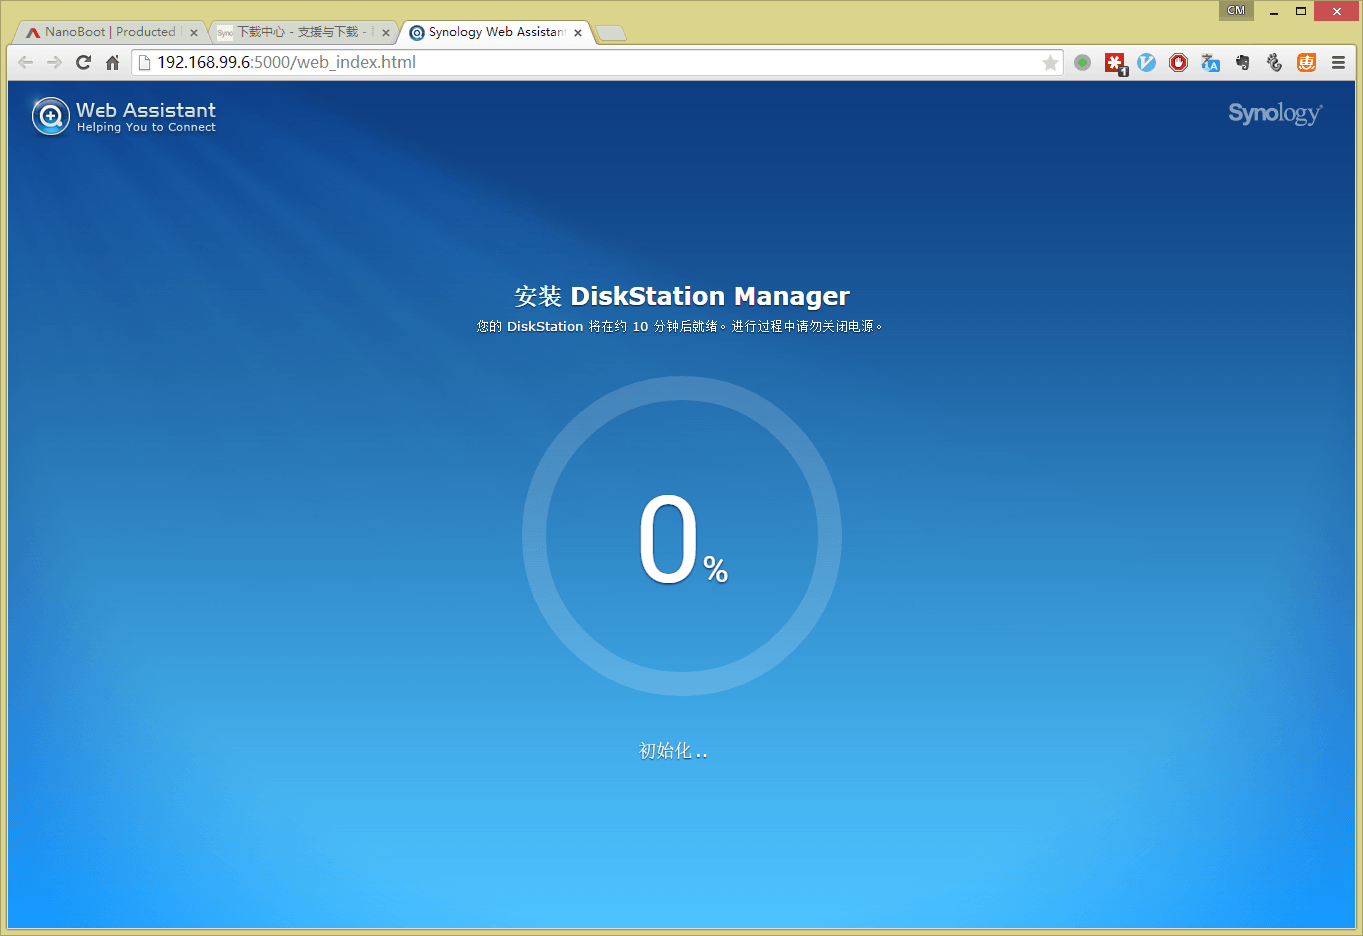 CM
NanoBoot | Producted
下载中心 - 支援与下载 -
Synology Web Assistant
192.168.99.6:5000/web_index.html
1
惠
Web Assistant
Helping You to Connect
Synology
安装 DiskStation Manager
您的 DiskStation 将在约 10 分钟后就绪。进行过程中请勿关闭电源。
0%
初始化..